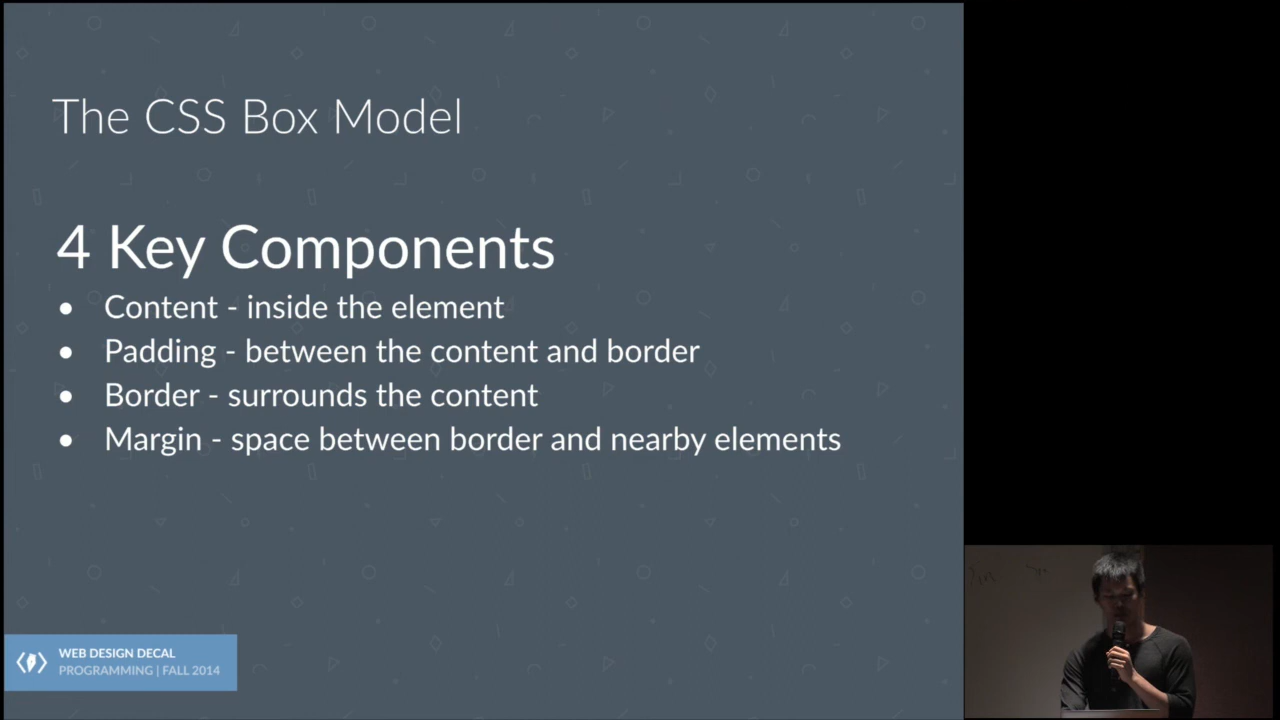 The CSS Box Model
4 Key Components
● Content - inside the element
● Padding - between the content and border
● Border - surrounds the content
● Margin - space between border and nearby elements
WEB DESIGN DECAL
PROGRAMMING | FALL 2014